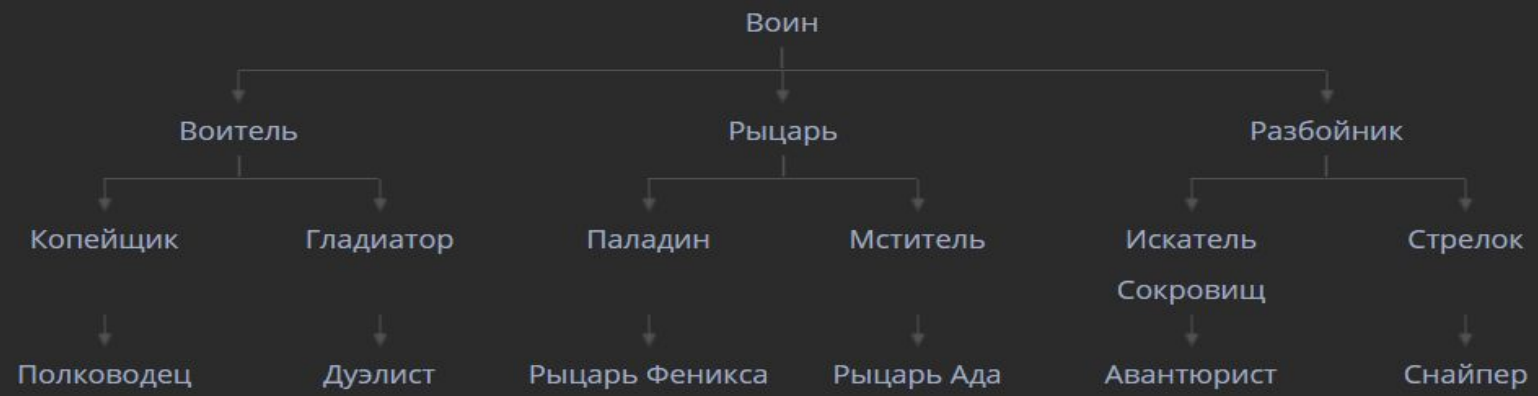 Воин
Воитель Рыцарь Разбойник
Копейщик Гладиатор Паладин Мститель Искатель Стрелок
Сокровищ
Полководец Дуэлист Рыцарь Феникса Рыцарь Ада Авантюрист Снайпер